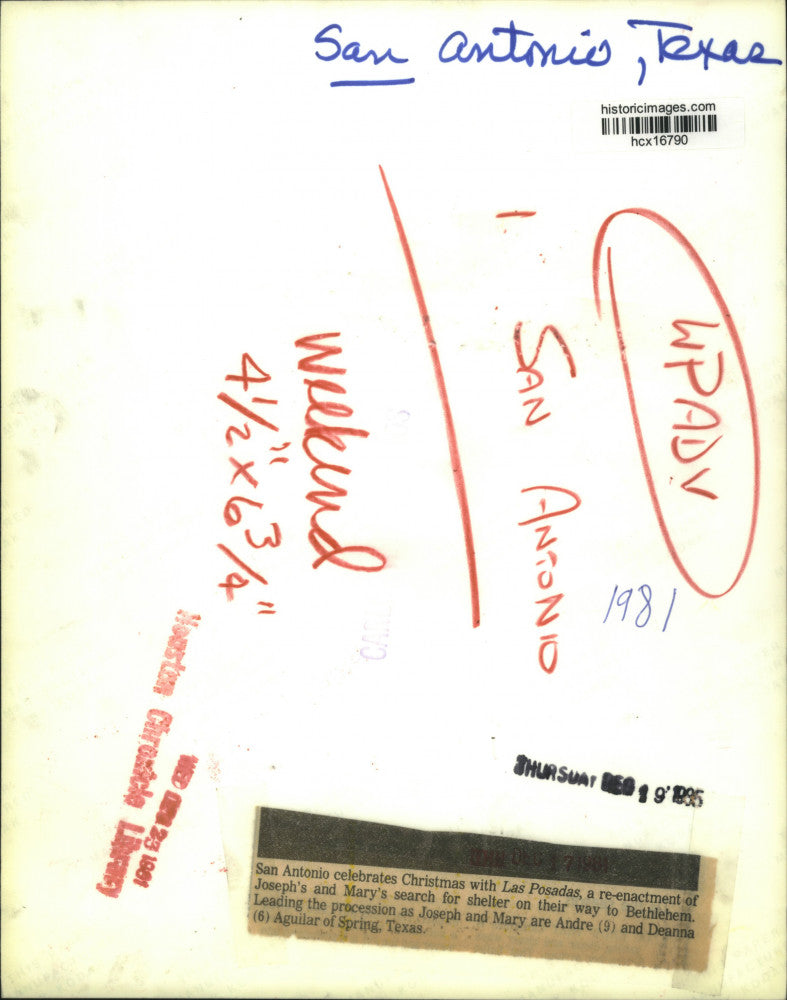 San Antonio, Texas
historicimages.com
hcx16790
WPADV
1 SAN ANTONIO
Weekend
4 1/2" x 6 3/4"
1981
Houston Chronicle Library
WED DEC 23 1981
THURSDAY DEC 19 '85
San Antonio celebrates Christmas with Las Posadas, a re-enactment of
Joseph's and Mary's search for shelter on their way to Bethlehem.
Leading the procession as Joseph and Mary are Andre (9) and Deanna
(6) Aguilar of Spring, Texas.